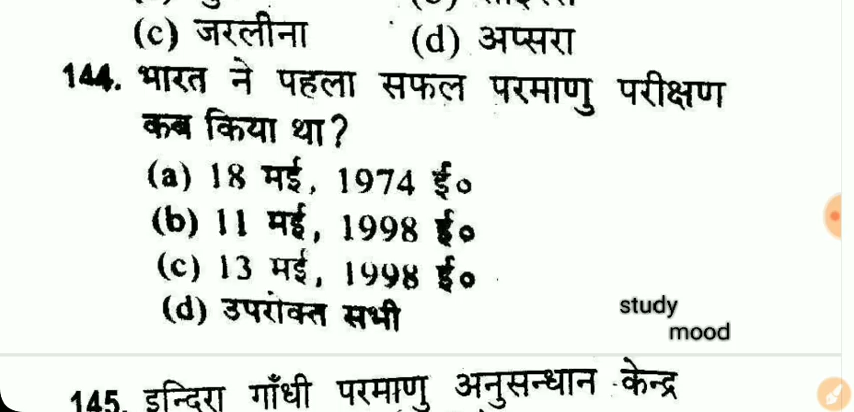 (c) जरलीना (d) अप्सरा
144. भारत ने पहला सफल परमाणु परीक्षण
कब किया था?
(a) 18 मई, 1974 ई०
(b) 11 मई, 1998 ई०
(c) 13 मई, 1998 ई०
(d) उपरोक्त सभी
study
mood
145. इन्दिरा गाँधी परमाणु अनुसन्धान केन्द्र